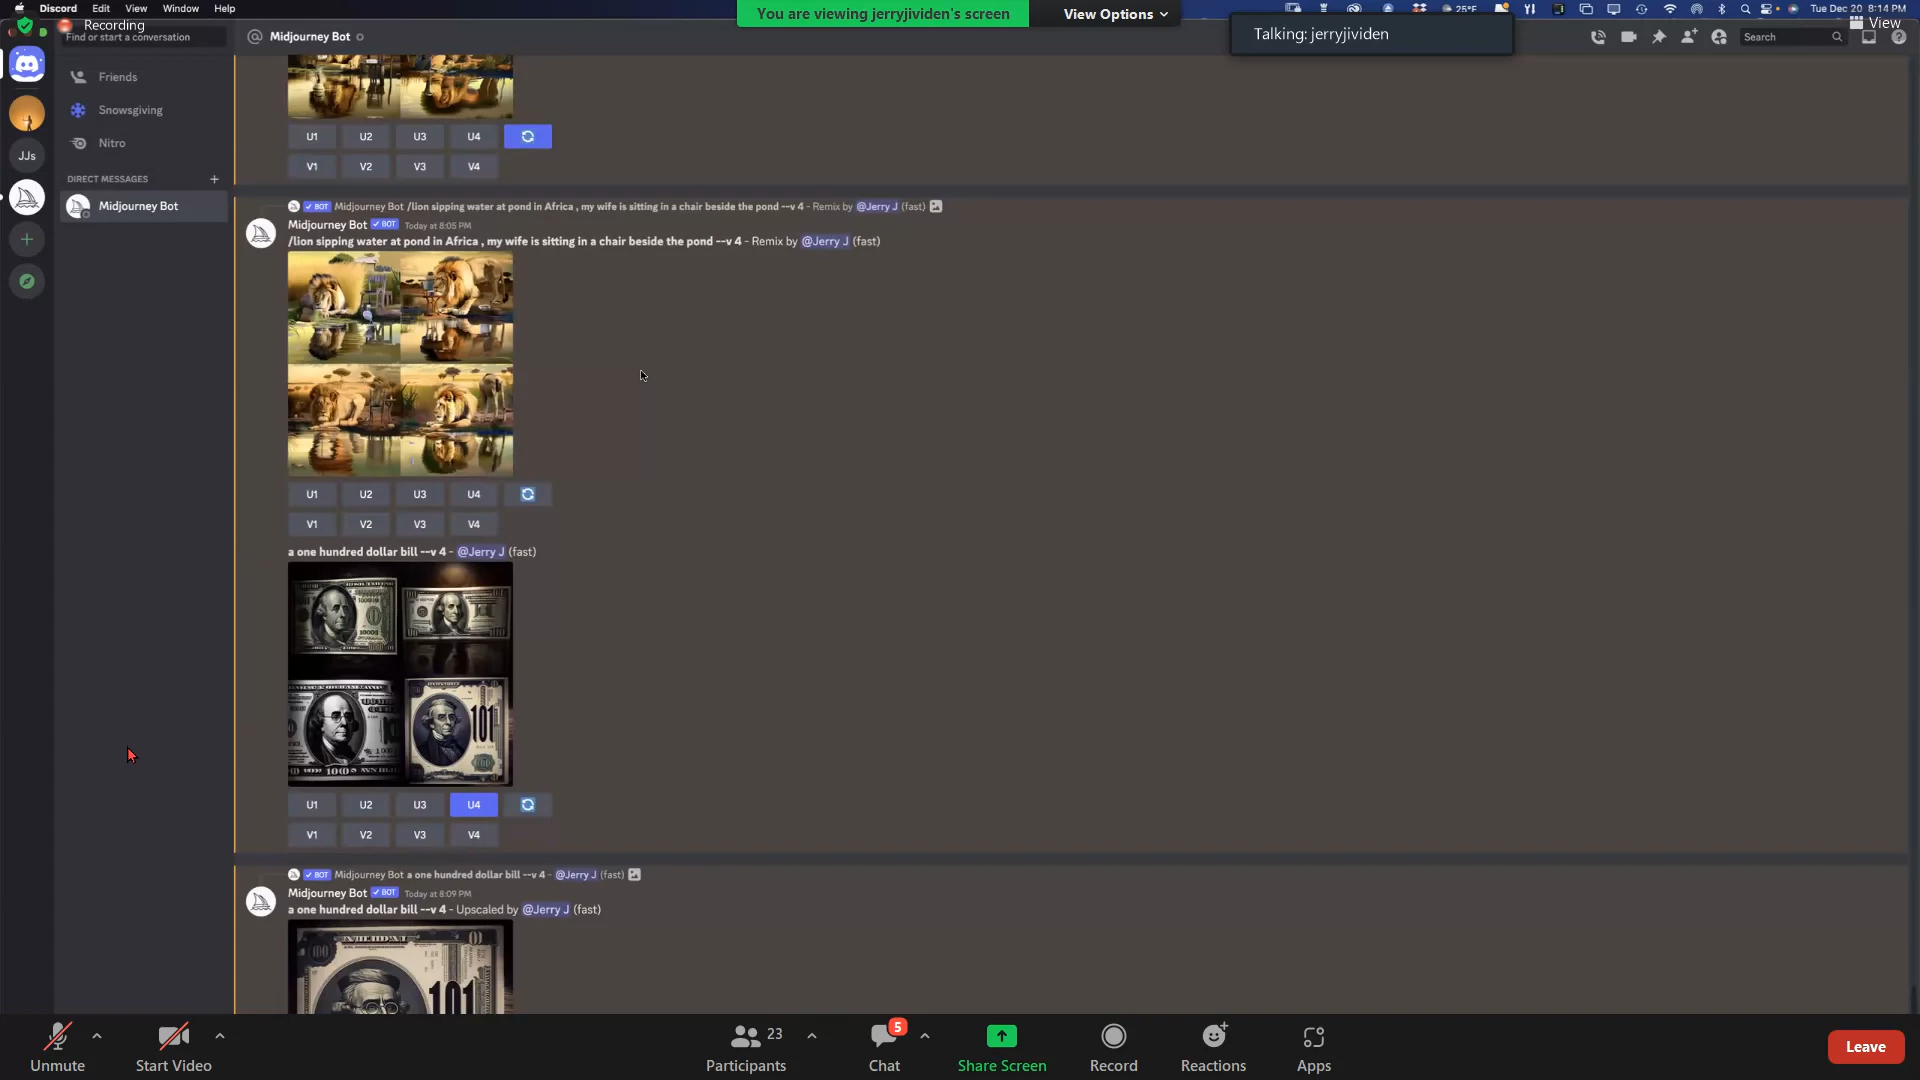 Discord Edit View Window Help
You are viewing jerryjividen's screen
View Options
25°F
Tue Dec 20 8:14 PM
Recording
View
Talking: jerryjividen
Find or start a conversation
Midjourney Bot
Search
Friends
Snowsgiving
Nitro
DIRECT MESSAGES +
Midjourney Bot
JJs
U1 U2 U3 U4
V1 V2 V3 V4
BOT Midjourney Bot /lion sipping water at pond in Africa , my wife is sitting in a chair beside the pond --v 4 - Remix by @Jerry J (fast)
Midjourney Bot BOT Today at 8:05 PM
/lion sipping water at pond in Africa , my wife is sitting in a chair beside the pond --v 4 - Remix by @Jerry J (fast)
U1 U2 U3 U4
V1 V2 V3 V4
a one hundred dollar bill --v 4 - @Jerry J (fast)
101
U1 U2 U3 U4
V1 V2 V3 V4
BOT Midjourney Bot a one hundred dollar bill --v 4 - @Jerry J (fast)
Midjourney Bot BOT Today at 8:09 PM
a one hundred dollar bill --v 4 - Upscaled by @Jerry J (fast)
101
Unmute
Start Video
23
Participants
5
Chat
Share Screen
Record
Reactions
Apps
Leave